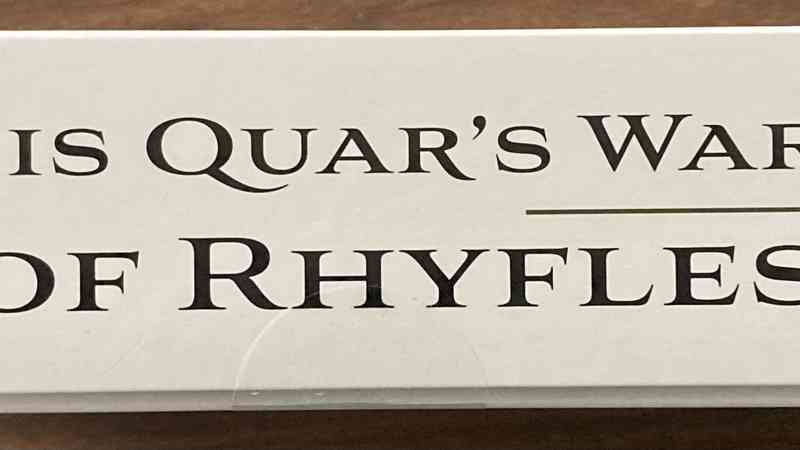 IS QUAR'S WAR
OF RHYFLES